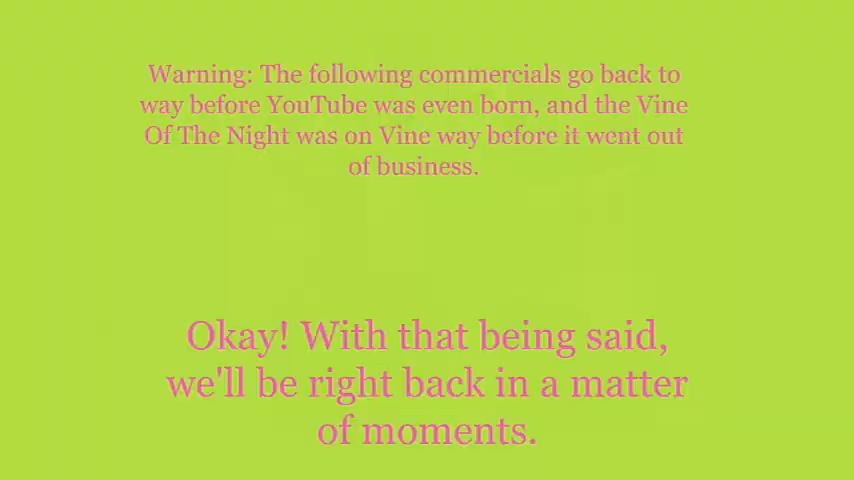 Warning: The following commercials go back to
way before YouTube was even born, and the Vine
Of The Night was on Vine way before it went out
of business.
Okay! With that being said,
we'll be right back in a matter
of moments.